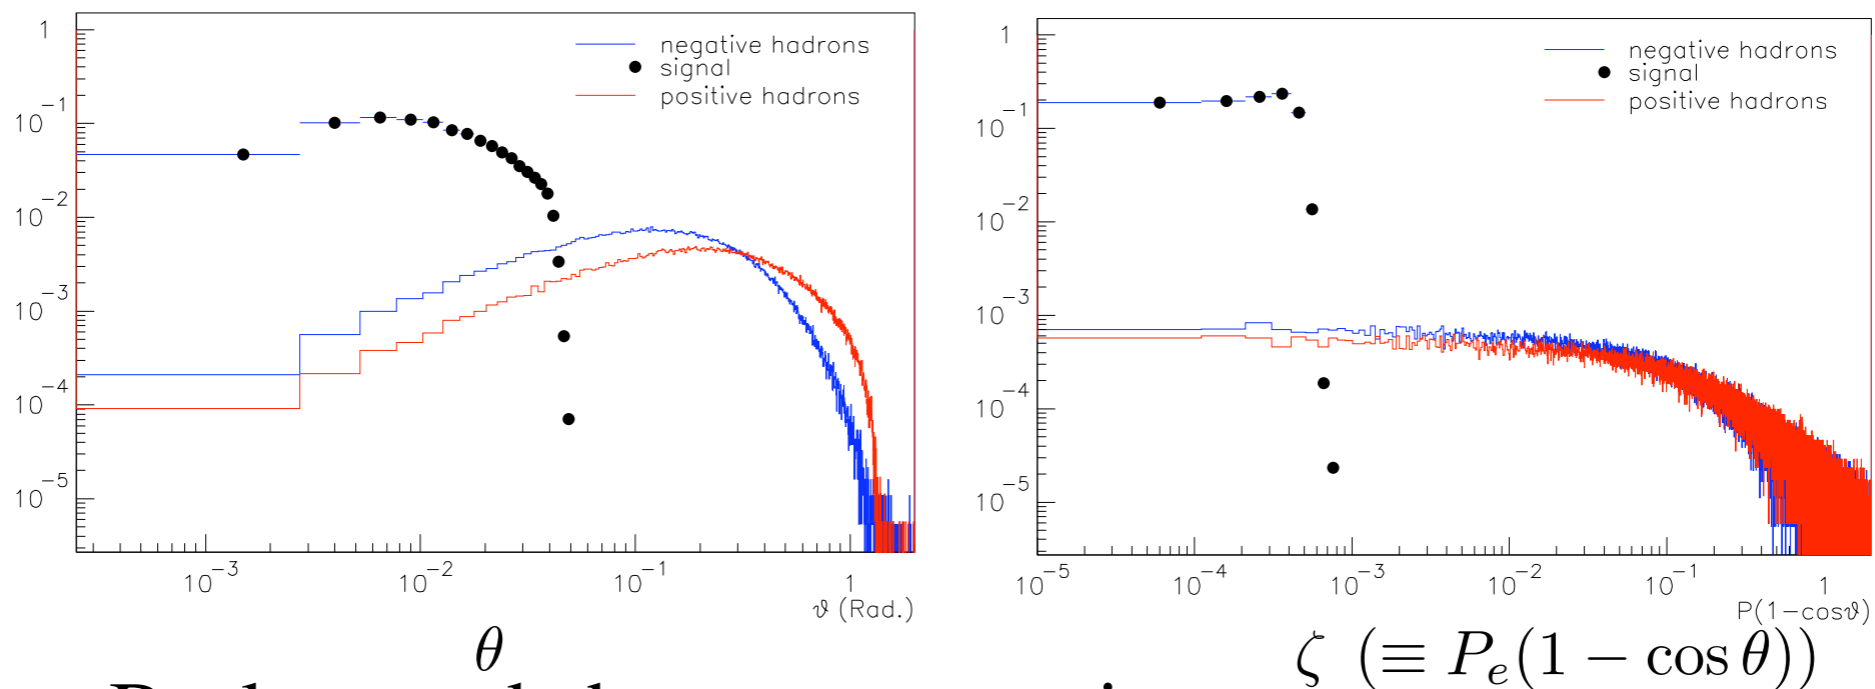 1
10⁻¹
10⁻²
10⁻³
10⁻⁴
10⁻⁵
negative hadrons
signal
positive hadrons
10⁻³ 10⁻² 10⁻¹ 1
ϑ (Rad.)
θ
1
10⁻¹
10⁻²
10⁻³
10⁻⁴
10⁻⁵
negative hadrons
signal
positive hadrons
10⁻⁵ 10⁻⁴ 10⁻³ 10⁻² 10⁻¹ 1
P(1−cosϑ)
ζ (≡ Pₑ(1 − cos θ))